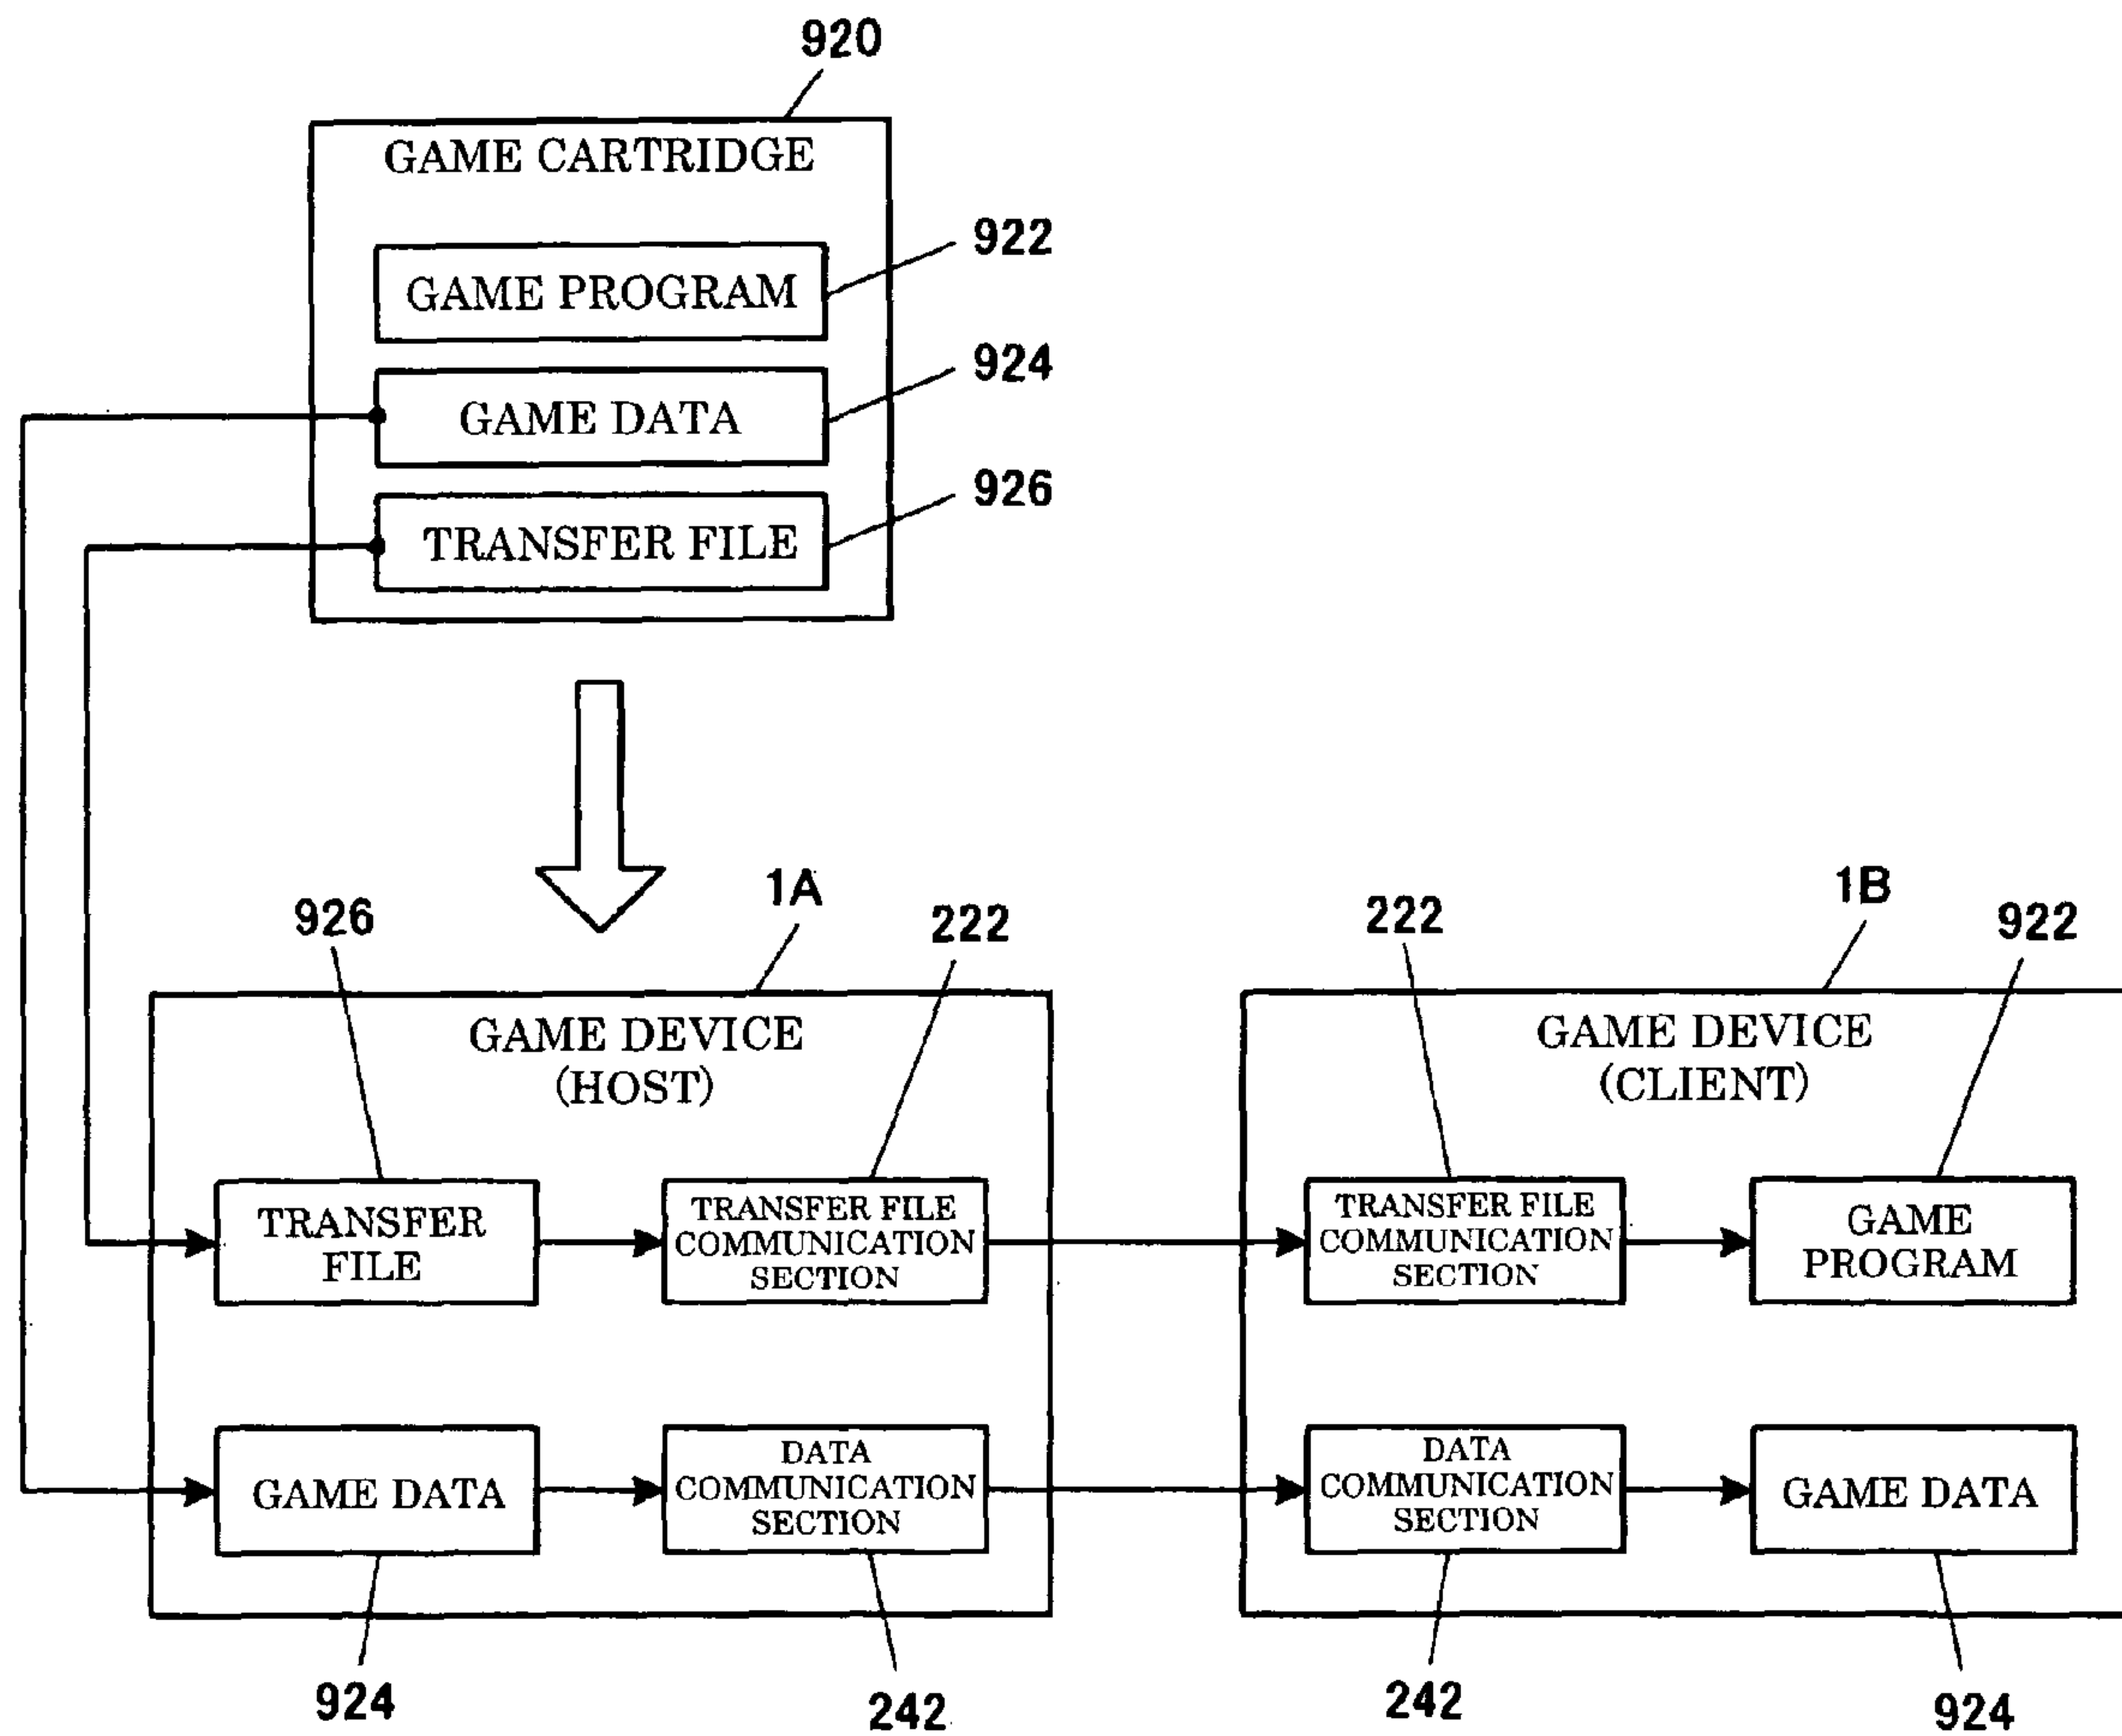 920
GAME CARTRIDGE
922
GAME PROGRAM
924
GAME DATA
926
TRANSFER FILE
1A
926
222
1B
222
922
GAME DEVICE
(HOST)
GAME DEVICE
(CLIENT)
TRANSFER
FILE
TRANSFER FILE
COMMUNICATION
SECTION
TRANSFER FILE
COMMUNICATION
SECTION
GAME
PROGRAM
GAME DATA
DATA
COMMUNICATION
SECTION
DATA
COMMUNICATION
SECTION
GAME DATA
924
242
242
924